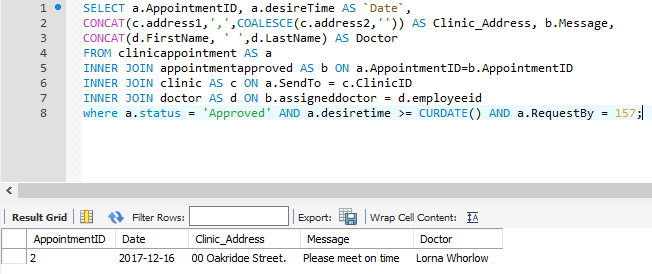 1 SELECT a.AppointmentID, a.desireTime AS `Date`,
2 CONCAT(c.address1,',',COALESCE(c.address2,'')) AS Clinic_Address, b.Message,
3 CONCAT(d.FirstName, ' ',d.LastName) AS Doctor
4 FROM clinicappointment AS a
5 INNER JOIN appointmentapproved AS b ON a.AppointmentID=b.AppointmentID
6 INNER JOIN clinic AS c ON a.SendTo = c.ClinicID
7 INNER JOIN doctor AS d ON b.assigneddoctor = d.employeeid
8 where a.status = 'Approved' AND a.desiretime >= CURDATE() AND a.RequestBy = 157;
Result Grid Filter Rows: Export: Wrap Cell Content: IA
AppointmentID Date Clinic_Address Message Doctor
2 2017-12-16 00 Oakridge Street, Please meet on time Lorna Whorlow